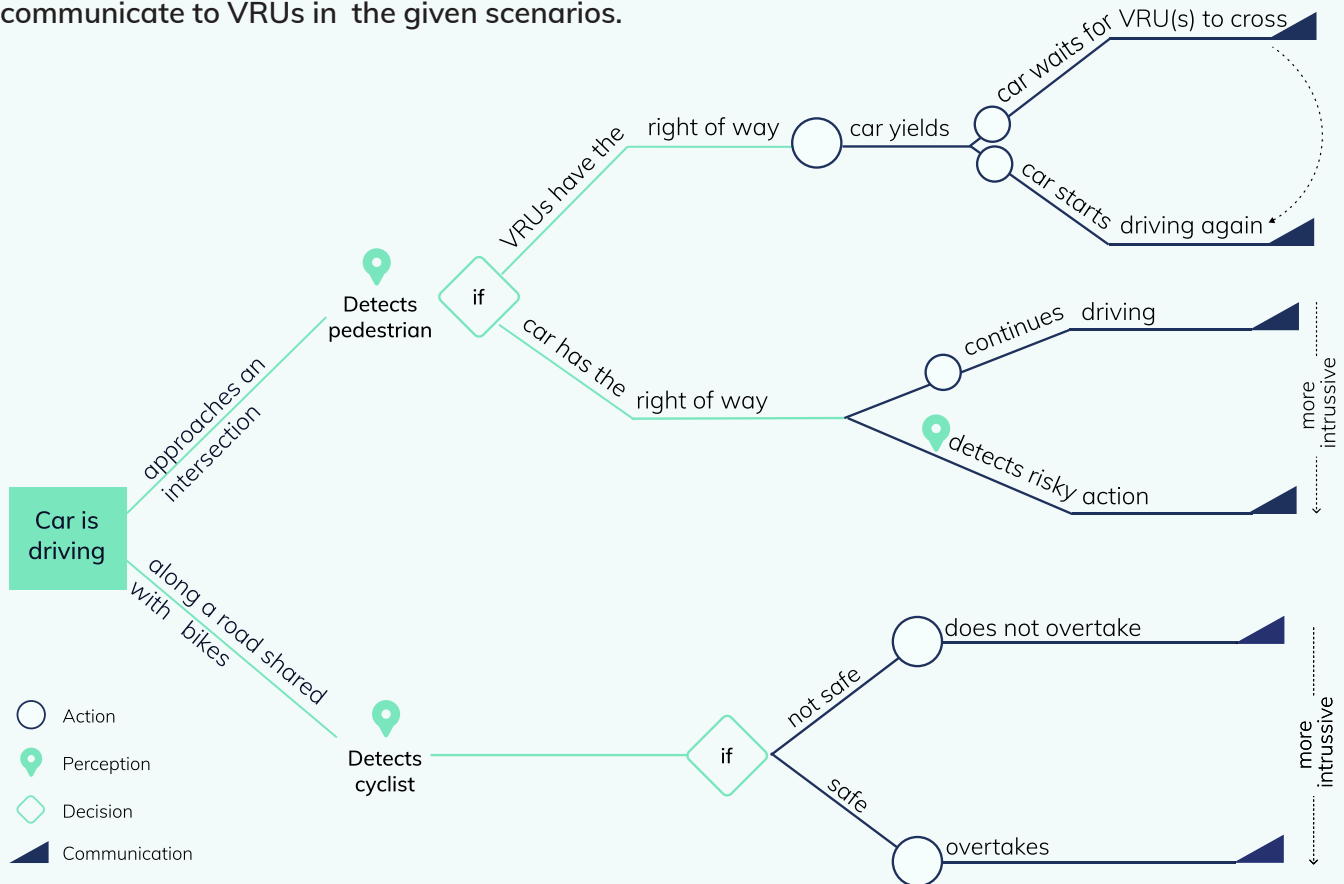 communicate to VRUs in  the given scenarios.
car waits for VRU(s) to cross
VRUs have the right of way
car yields
car starts driving again
Detects
pedestrian
if
car has the right of way
continues driving
detects risky action
more
intrussive
approaches an
intersection
Car is
driving
along a road shared
with bikes
Detects
cyclist
if
not safe
does not overtake
safe
overtakes
more
intrussive
Action
Perception
Decision
Communication